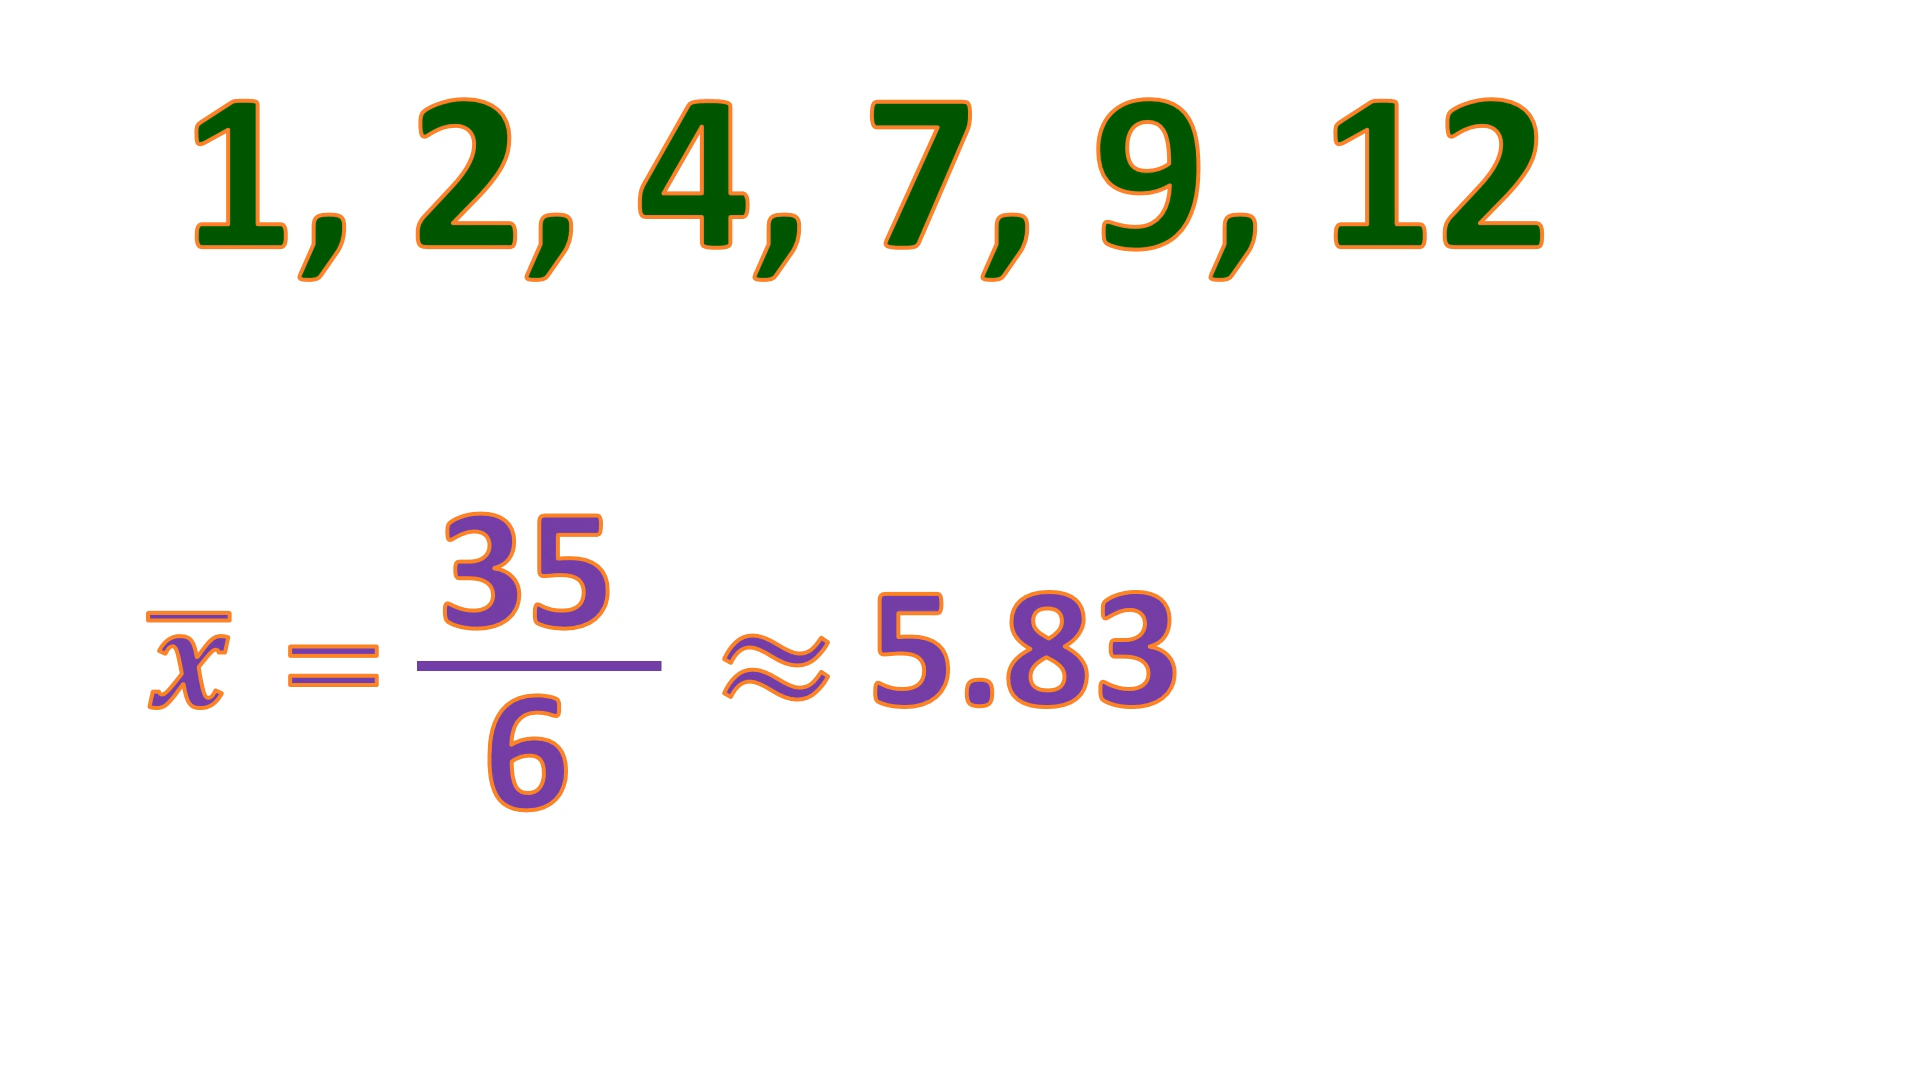 1, 2, 4, 7, 9, 12
x̅ = 35/6 ≈ 5.83